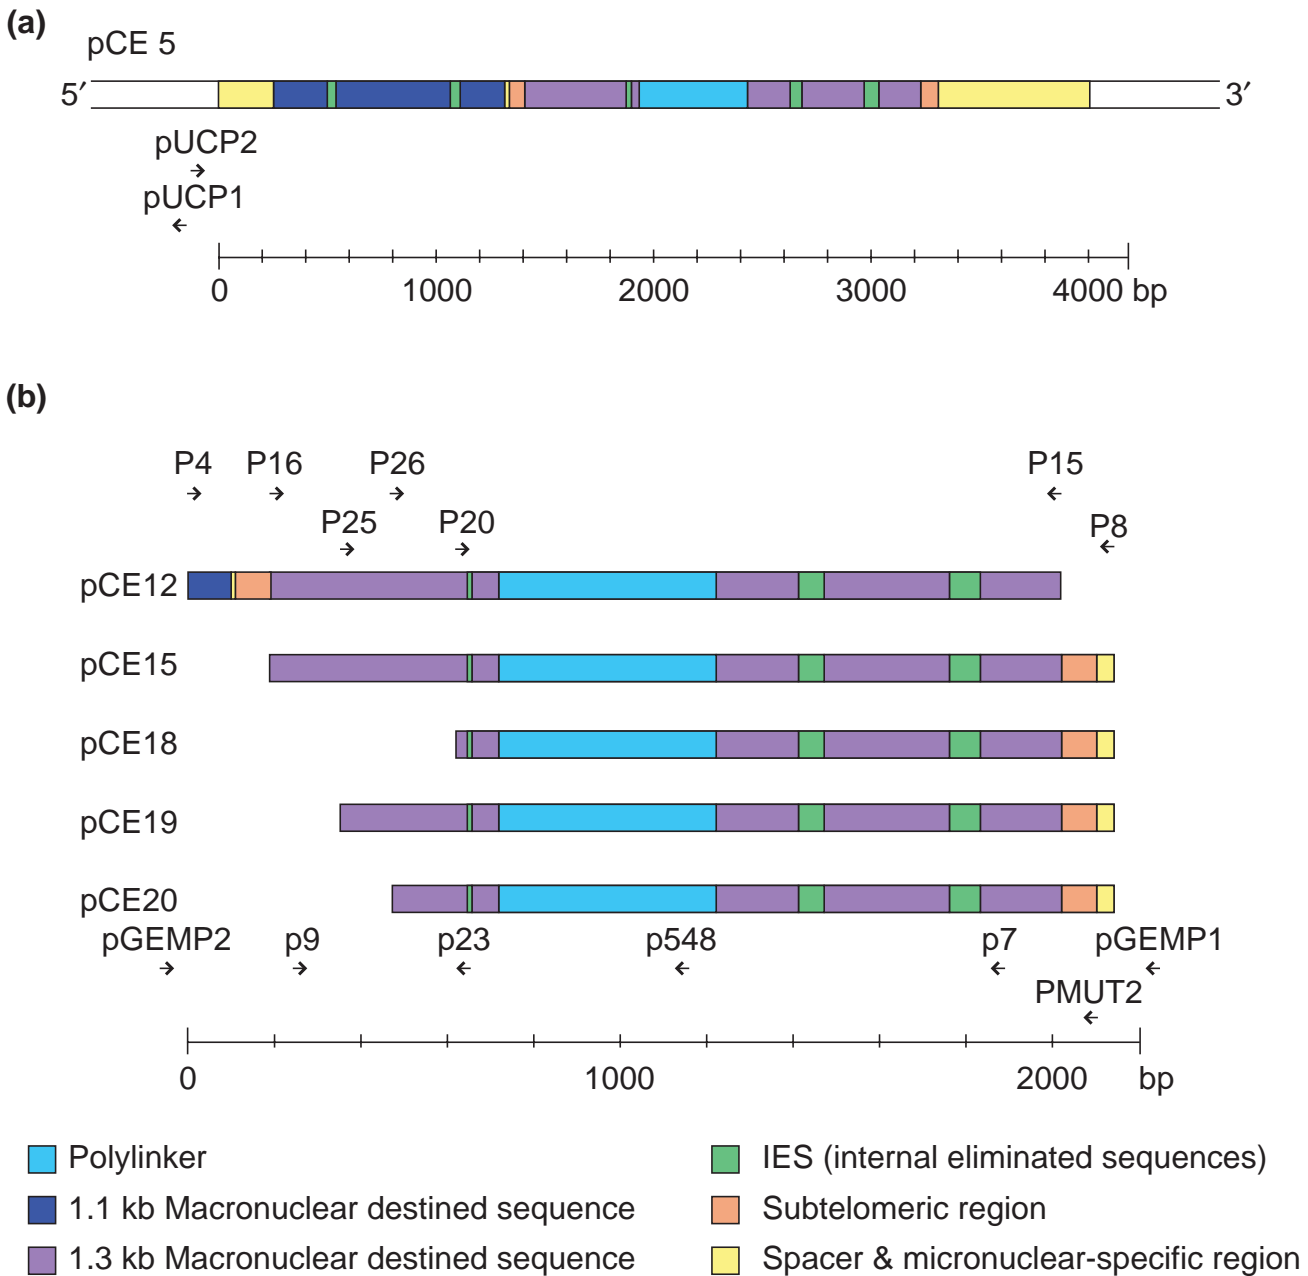 (a)
pCE 5
5′ 3′
pUCP2
pUCP1
0 1000 2000 3000 4000 bp
(b)
P4 P16 P26 P15
P25 P20 P8
pCE12
pCE15
pCE18
pCE19
pCE20
pGEMP2 p9 p23 p548 p7 pGEMP1
PMUT2
0 1000 2000 bp
Polylinker
1.1 kb Macronuclear destined sequence
1.3 kb Macronuclear destined sequence
IES (internal eliminated sequences)
Subtelomeric region
Spacer & micronuclear-specific region